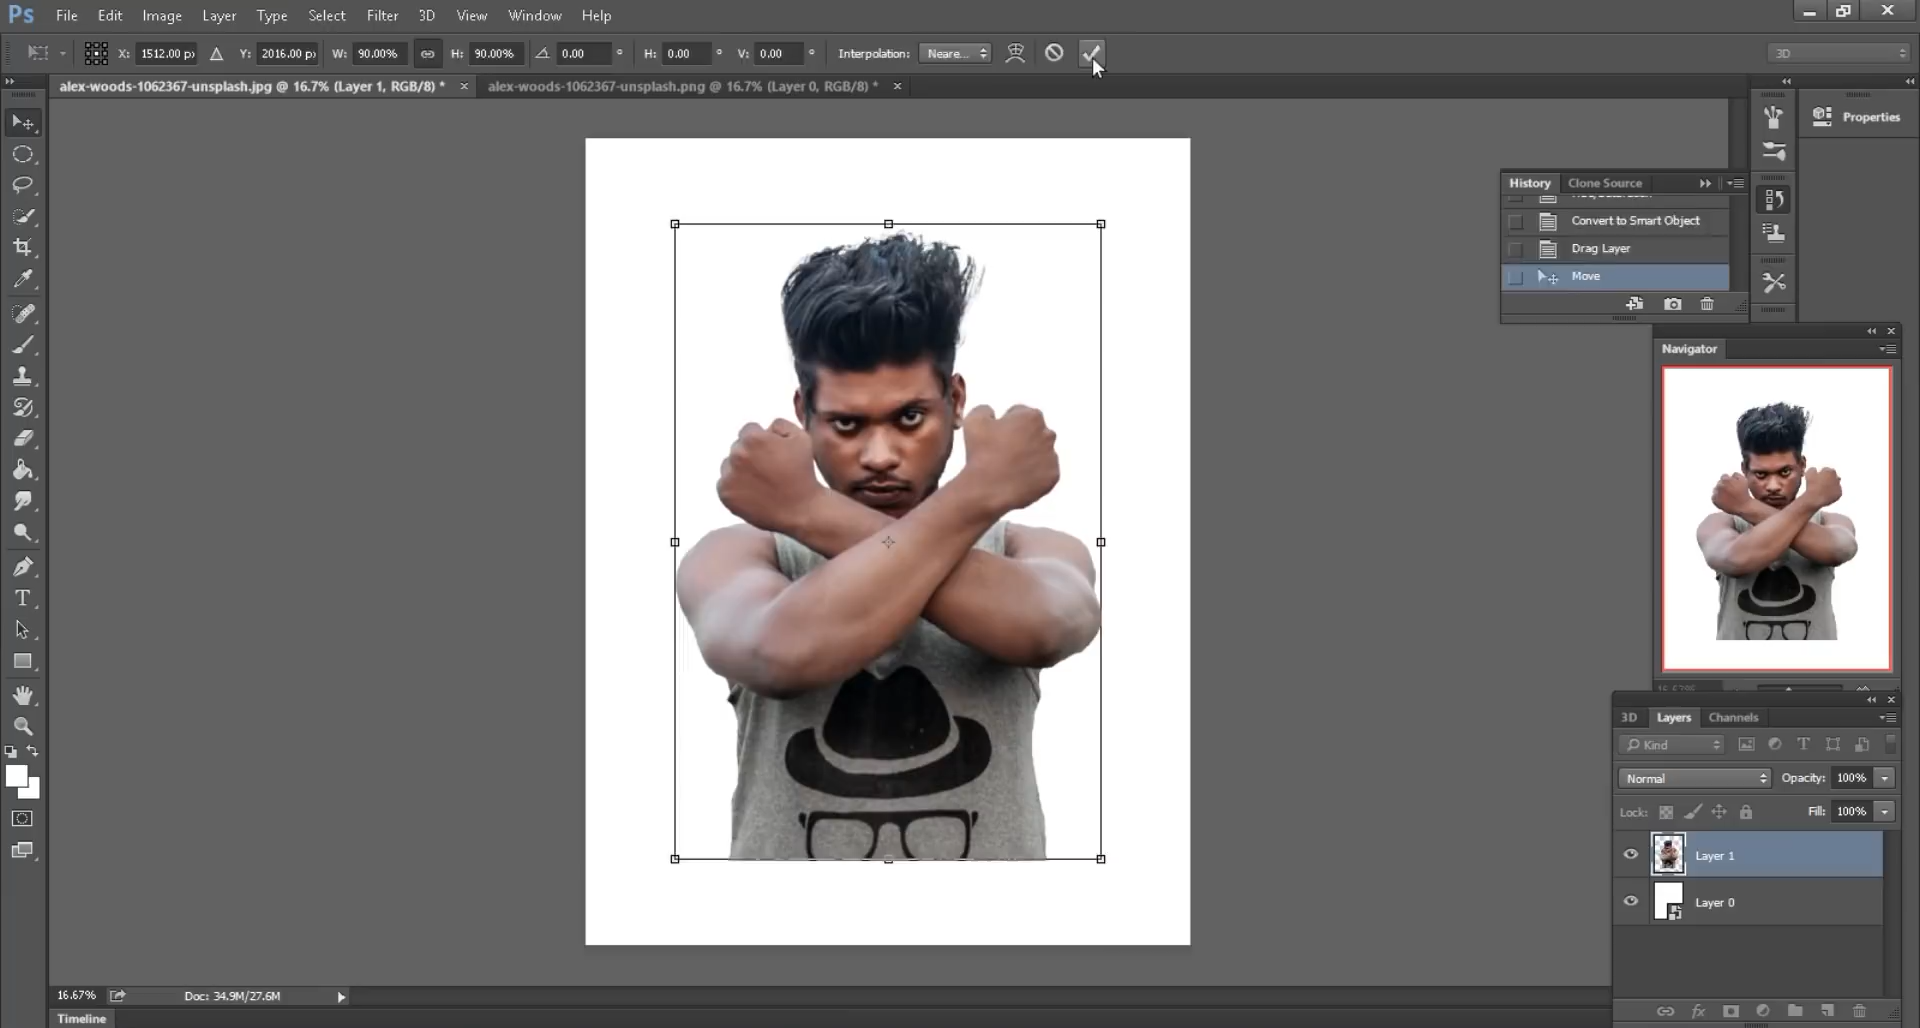 Ps File Edit Image Layer Type Select Filter 3D View Window Help
X: 1512.00 px Y: 2016.00 px W: 90.00% H: 90.00% 0.00 ° H: 0.00 ° V: 0.00 ° Interpolation: Neare... 3D
alex-woods-1062367-unsplash.jpg @ 16.7% (Layer 1, RGB/8) * × alex-woods-1062367-unsplash.png @ 16.7% (Layer 0, RGB/8) * ×
Properties
History Clone Source
Convert to Smart Object
Drag Layer
Move
Navigator
3D Layers Channels
Kind
Normal Opacity: 100%
Lock: Fill: 100%
Layer 1
Layer 0
16.67% Doc: 34.9M/27.6M
Timeline